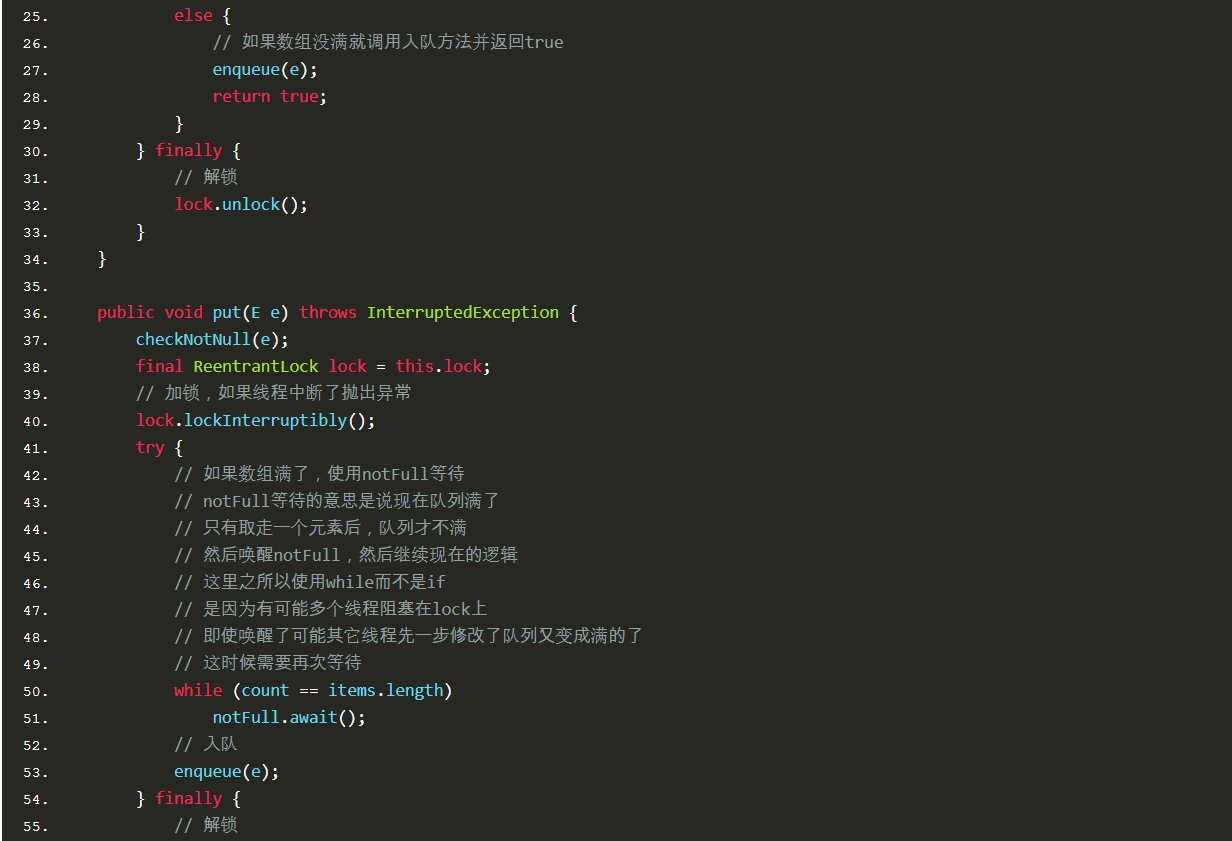 25.             else {
26.                 // 如果数组没满就调用入队方法并返回true
27.                 enqueue(e);
28.                 return true;
29.             }
30.         } finally {
31.             // 解锁
32.             lock.unlock();
33.         }
34.     }
35.
36.     public void put(E e) throws InterruptedException {
37.         checkNotNull(e);
38.         final ReentrantLock lock = this.lock;
39.         // 加锁，如果线程中断了抛出异常
40.         lock.lockInterruptibly();
41.         try {
42.             // 如果数组满了，使用notFull等待
43.             // notFull等待的意思是说现在队列满了
44.             // 只有取走一个元素后，队列才不满
45.             // 然后唤醒notFull，然后继续现在的逻辑
46.             // 这里之所以使用while而不是if
47.             // 是因为有可能多个线程阻塞在lock上
48.             // 即使唤醒了可能其它线程先一步修改了队列又变成满的了
49.             // 这时候需要再次等待
50.             while (count == items.length)
51.                 notFull.await();
52.             // 入队
53.             enqueue(e);
54.         } finally {
55.             // 解锁